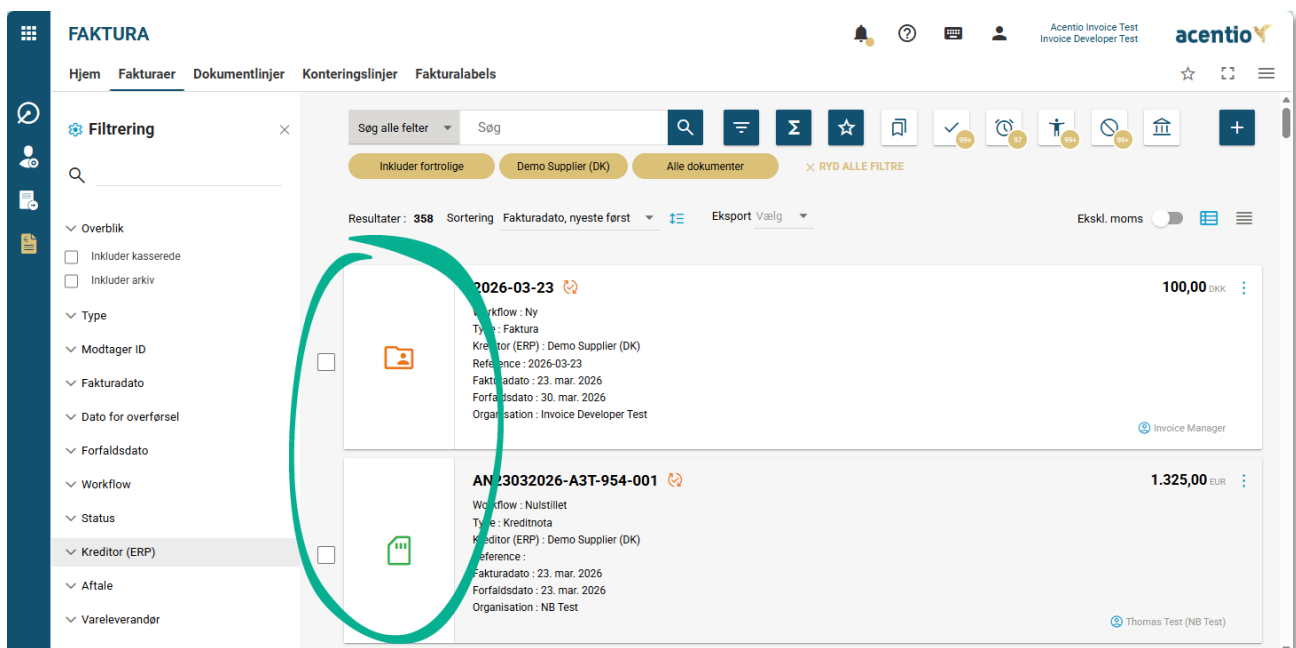 FAKTURA
Acentio Invoice Test
Invoice Developer Test
acentio
Hjem Fakturaer Dokumentlinjer Konteringslinjer Fakturalabels
Filtrering
Overblik
Inkluder kasserede
Inkluder arkiv
Type
Modtager ID
Fakturadato
Dato for overførsel
Forfaldsdato
Workflow
Status
Kreditor (ERP)
Aftale
Vareleverandør
Søg alle felter Søg
99+ 97 99+ 99+
Inkluder fortrolige Demo Supplier (DK) Alle dokumenter RYD ALLE FILTRE
Resultater : 358 Sortering Fakturadato, nyeste først Eksport Vælg Ekskl. moms
2026-03-23 100,00 DKK
Workflow : Ny
Type : Faktura
Kreditor (ERP) : Demo Supplier (DK)
Reference : 2026-03-23
Fakturadato : 23. mar. 2026
Forfaldsdato : 30. mar. 2026
Organisation : Invoice Developer Test
Invoice Manager
AN23032026-A3T-954-001 1.325,00 EUR
Workflow : Nulstillet
Type : Kreditnota
Kreditor (ERP) : Demo Supplier (DK)
Reference :
Fakturadato : 23. mar. 2026
Forfaldsdato : 23. mar. 2026
Organisation : NB Test
Thomas Test (NB Test)